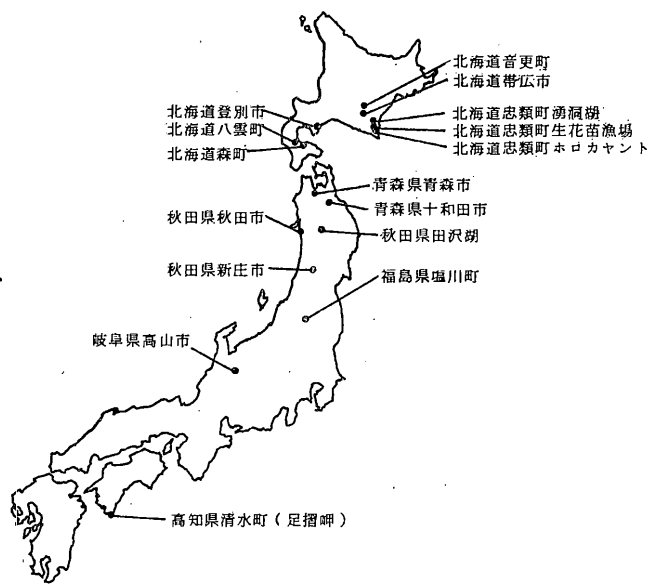 北海道音更町
北海道帯広市
北海道登別市
北海道忠類町湧洞湖
北海道八雲町
北海道忠類町生花苗漁場
北海道森町
北海道忠類町ホロカヤント
青森県青森市
青森県十和田市
秋田県秋田市
秋田県田沢湖
秋田県新庄市
福島県塩川町
岐阜県高山市
高知県清水町(足摺岬)